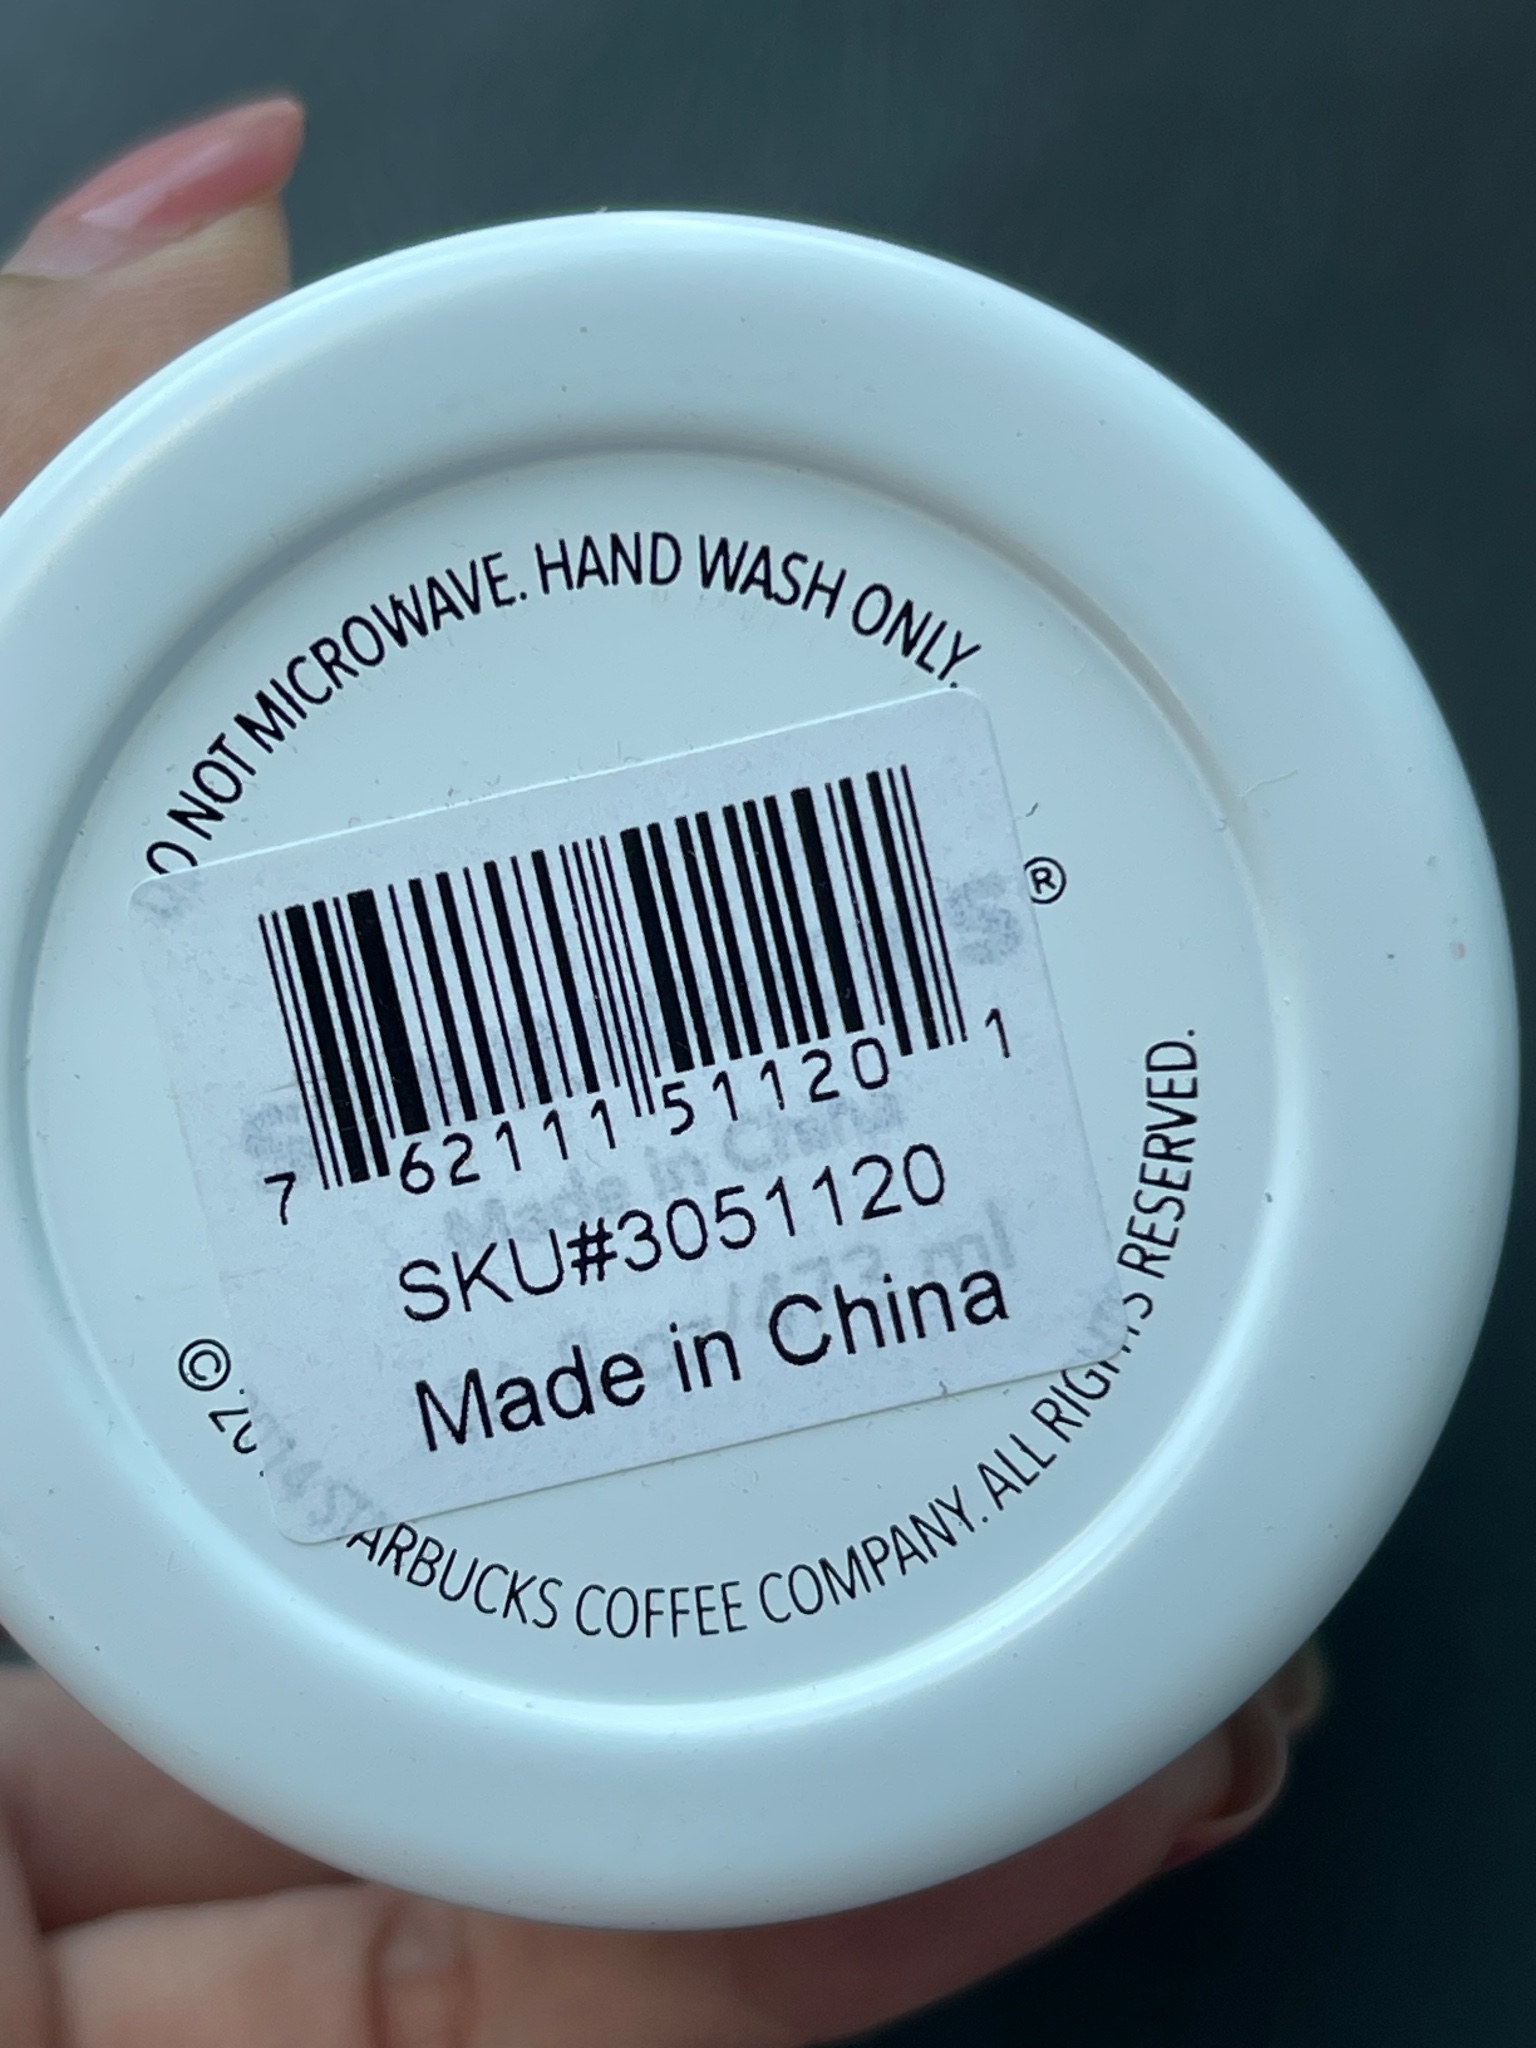 DO NOT MICROWAVE. HAND WASH ONLY.
®
7 62111 51120 1
SKU#3051120
Made in China
©
COFFEE COMPANY. ALL RIGHTS RESERVED.